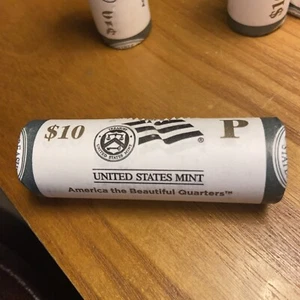 $10 P
UNITED STATES MINT
America the Beautiful Quarters™